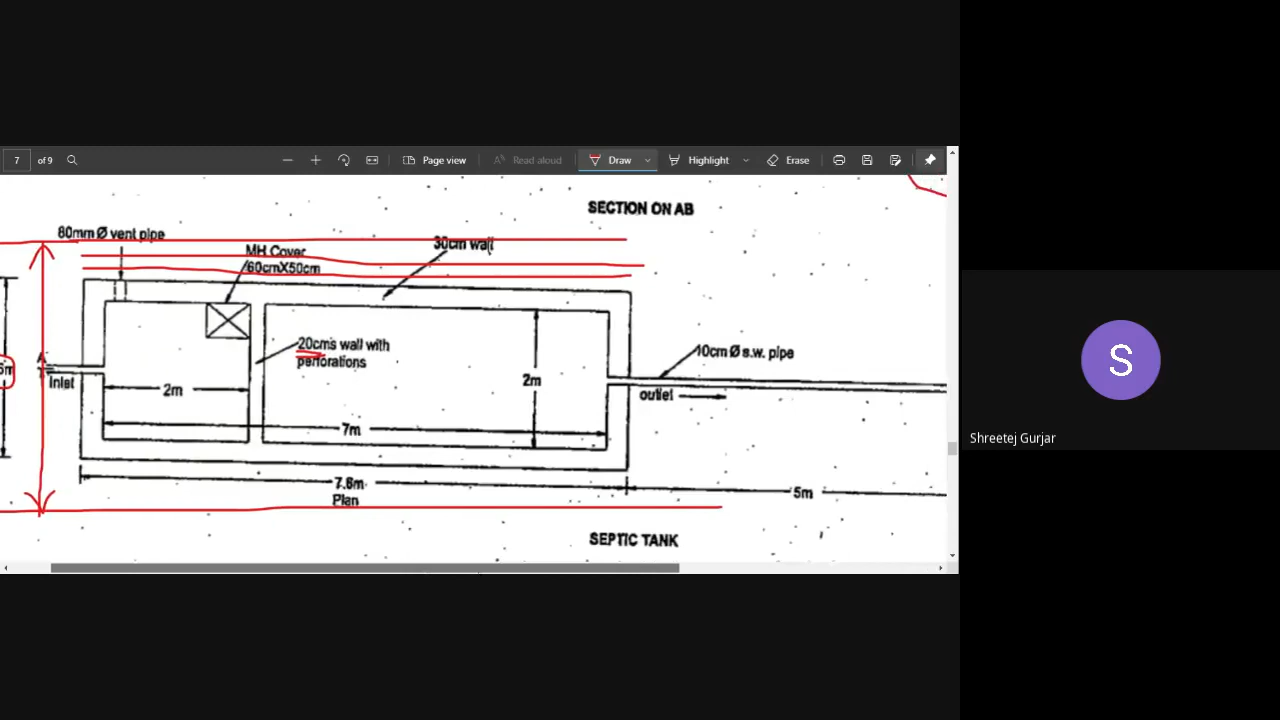 7 of 9 Page view Read aloud Draw Highlight Erase
SECTION ON AB
80mm Ø vent pipe
30cm wall
MH Cover
60cmX50cm
20cms wall with
perforations
10cm Ø s.w. pipe
A
6m
Inlet
2m
2m
outlet
7m
7.6m
5m
Plan
SEPTIC TANK
S
Shreetej Gurjar